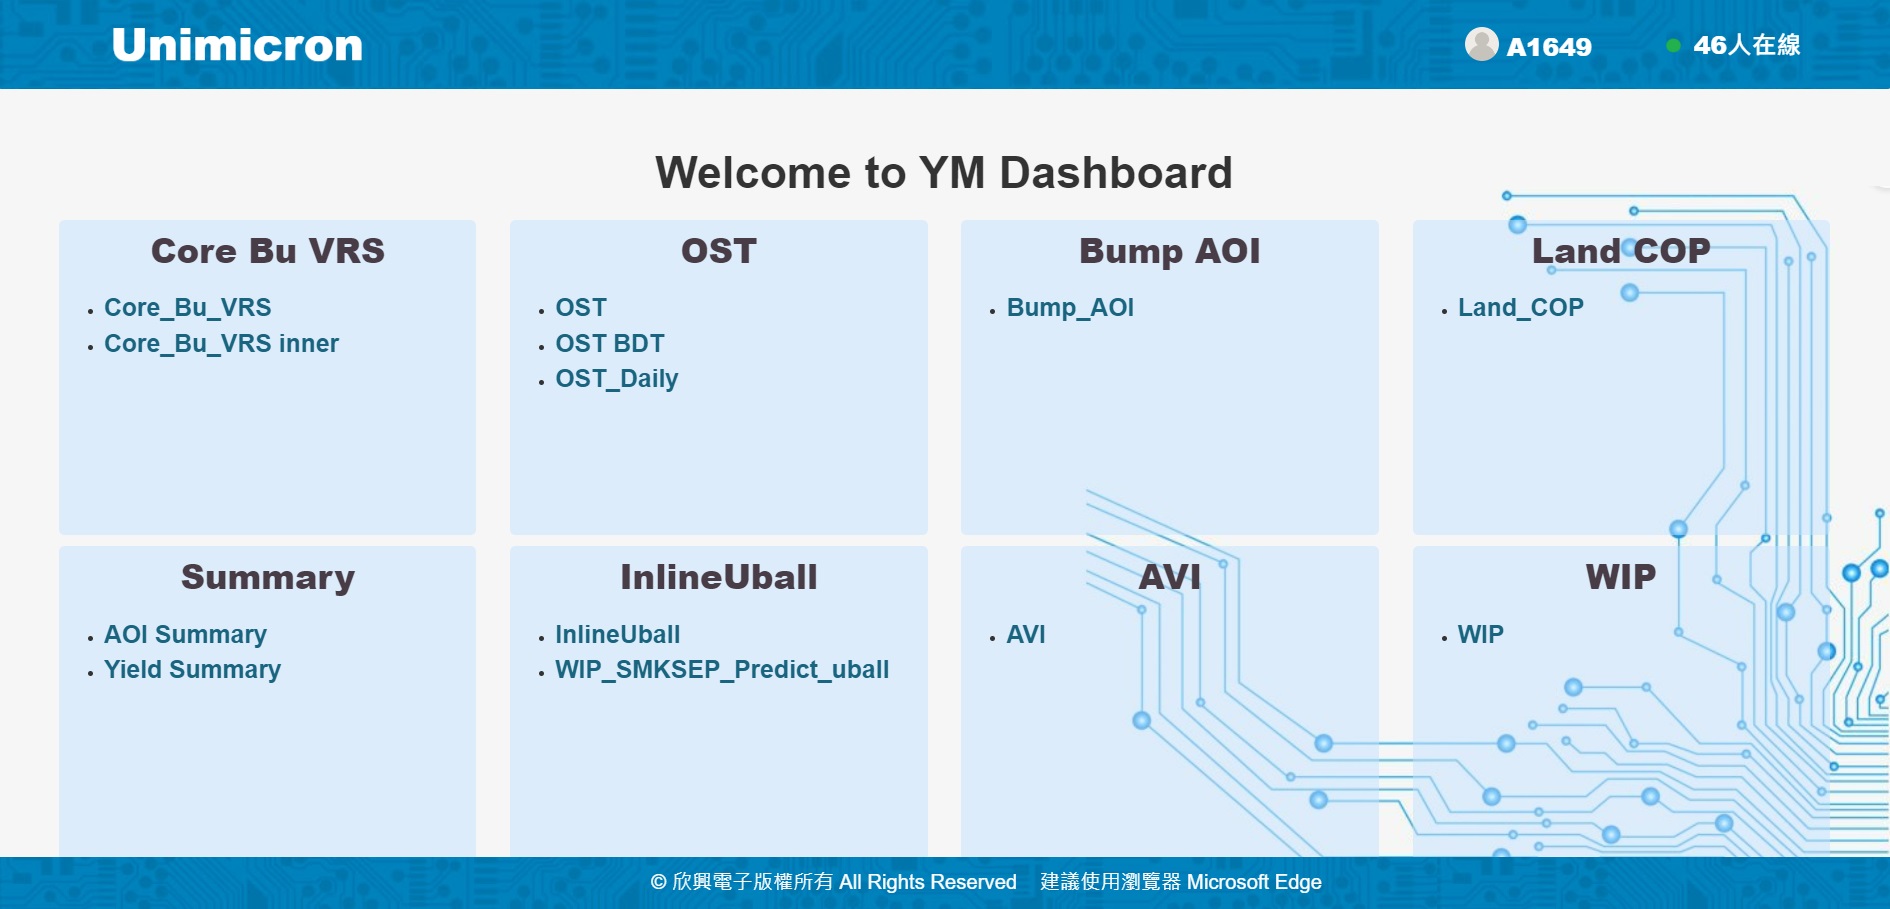 Unimicron
A1649
46人在線
Welcome to YM Dashboard
Core Bu VRS
Core_Bu_VRS
Core_Bu_VRS inner
OST
OST
OST BDT
OST_Daily
Bump AOI
Bump_AOI
Land COP
Land_COP
Summary
AOI Summary
Yield Summary
InlineUball
InlineUball
WIP_SMKSEP_Predict_uball
AVI
AVI
WIP
WIP
© 欣興電子版權所有 All Rights Reserved 建議使用瀏覽器 Microsoft Edge